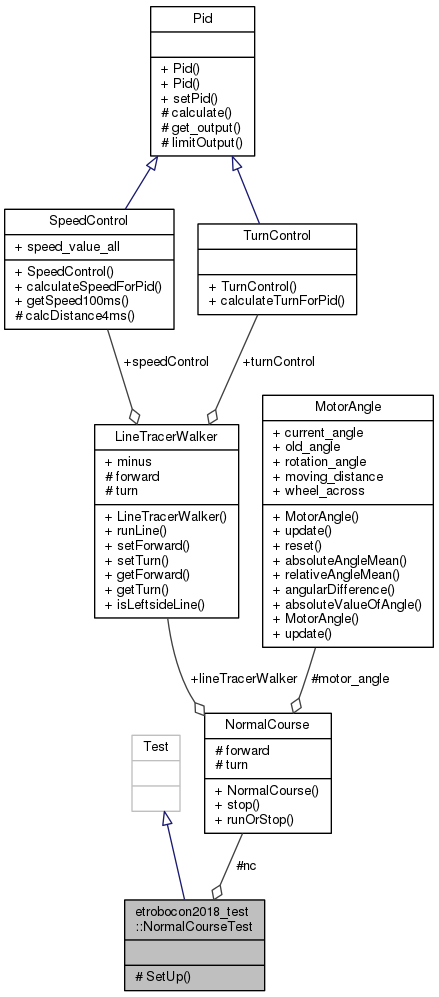 Pid
+ Pid()
+ Pid()
+ setPid()
# calculate()
# get_output()
# limitOutput()
SpeedControl
+ speed_value_all
+ SpeedControl()
+ calculateSpeedForPid()
+ getSpeed100ms()
# calcDistance4ms()
TurnControl
+ TurnControl()
+ calculateTurnForPid()
+speedControl
+turnControl
LineTracerWalker
+ minus
# forward
# turn
+ LineTracerWalker()
+ runLine()
+ setForward()
+ setTurn()
+ getForward()
+ getTurn()
+ isLeftsideLine()
MotorAngle
+ current_angle
+ old_angle
+ rotation_angle
+ moving_distance
+ wheel_across
+ MotorAngle()
+ update()
+ reset()
+ absoluteAngleMean()
+ relativeAngleMean()
+ angularDifference()
+ absoluteValueOfAngle()
+ MotorAngle()
+ update()
+lineTracerWalker
#motor_angle
NormalCourse
# forward
# turn
+ NormalCourse()
+ stop()
+ runOrStop()
Test
#nc
etrobocon2018_test
::NormalCourseTest
# SetUp()